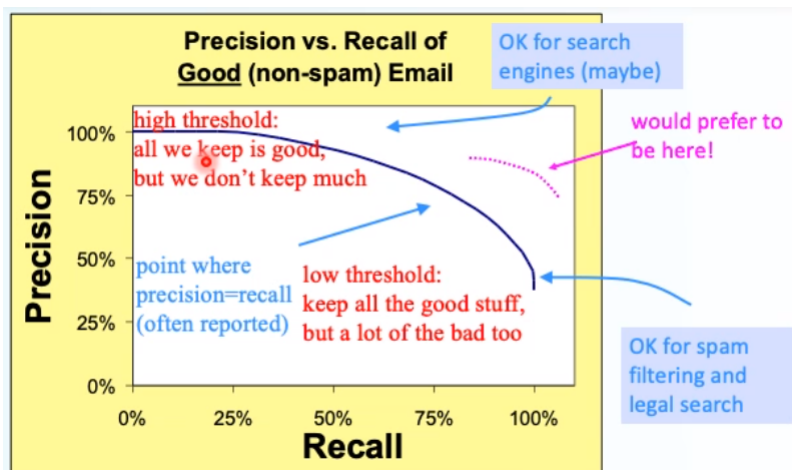 Precision vs. Recall of
Good (non-spam) Email
OK for search
engines (maybe)
would prefer to
be here!
high threshold:
all we keep is good,
but we don't keep much
point where
precision=recall
(often reported)
low threshold:
keep all the good stuff,
but a lot of the bad too
OK for spam
filtering and
legal search
Precision
100%
75%
50%
25%
0%
0% 25% 50% 75% 100%
Recall